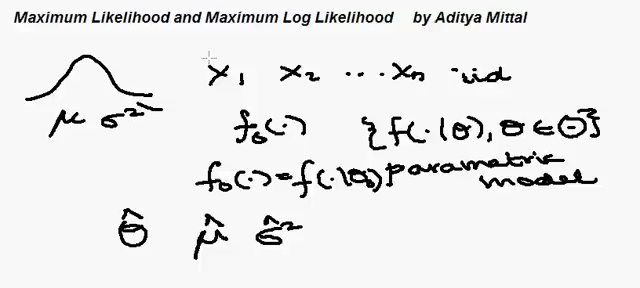 Maximum Likelihood and Maximum Log Likelihood by Aditya Mittal
x₁ x₂ ... xₙ iid
μ σ²
f₀(·) {f(·|θ), θ ∈ Θ}
f₀(·) = f(·|θ₀) parametric model
θ̂ μ̂ σ̂²